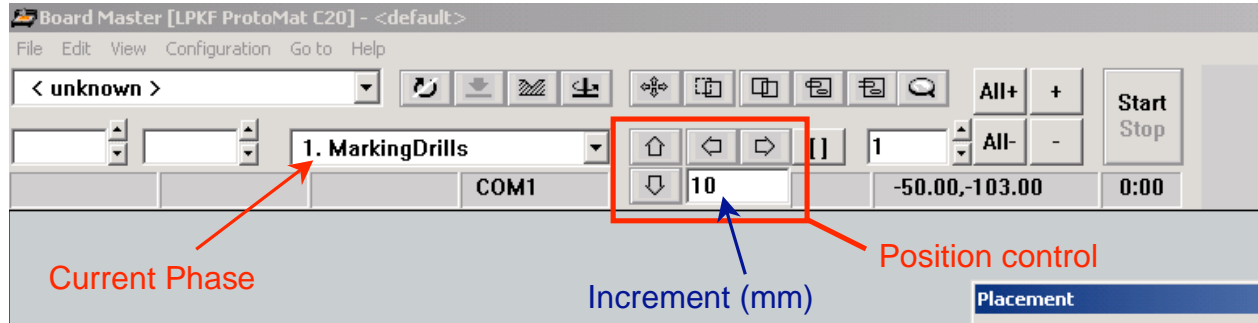 Board Master [LPKF ProtoMat C20] - <default>
File Edit View Configuration Go to Help
< unknown > All+ + Start
1. MarkingDrills [ ] 1 All- - Stop
COM1 10 -50.00,-103.00 0:00
Position control
Current Phase
Increment (mm)
Placement